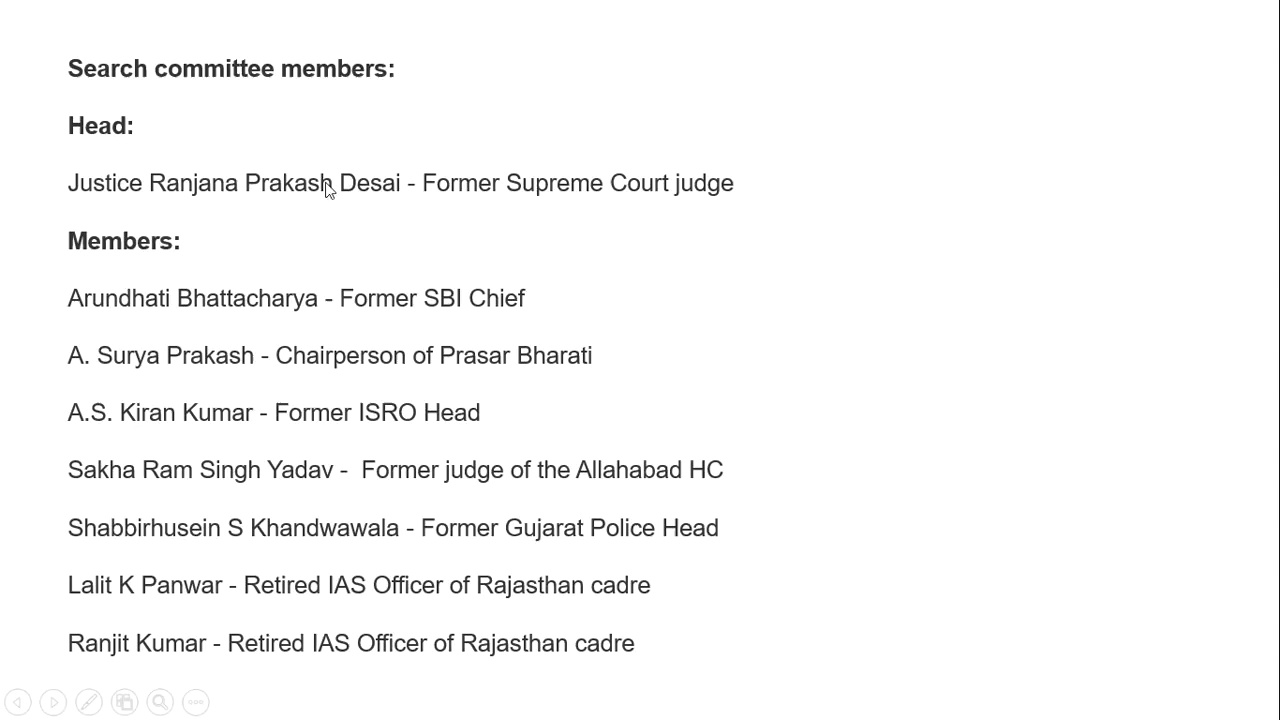 Search committee members:
Head:
Justice Ranjana Prakash Desai - Former Supreme Court judge
Members:
Arundhati Bhattacharya - Former SBI Chief
A. Surya Prakash - Chairperson of Prasar Bharati
A.S. Kiran Kumar - Former ISRO Head
Sakha Ram Singh Yadav -  Former judge of the Allahabad HC
Shabbirhusein S Khandwawala - Former Gujarat Police Head
Lalit K Panwar - Retired IAS Officer of Rajasthan cadre
Ranjit Kumar - Retired IAS Officer of Rajasthan cadre